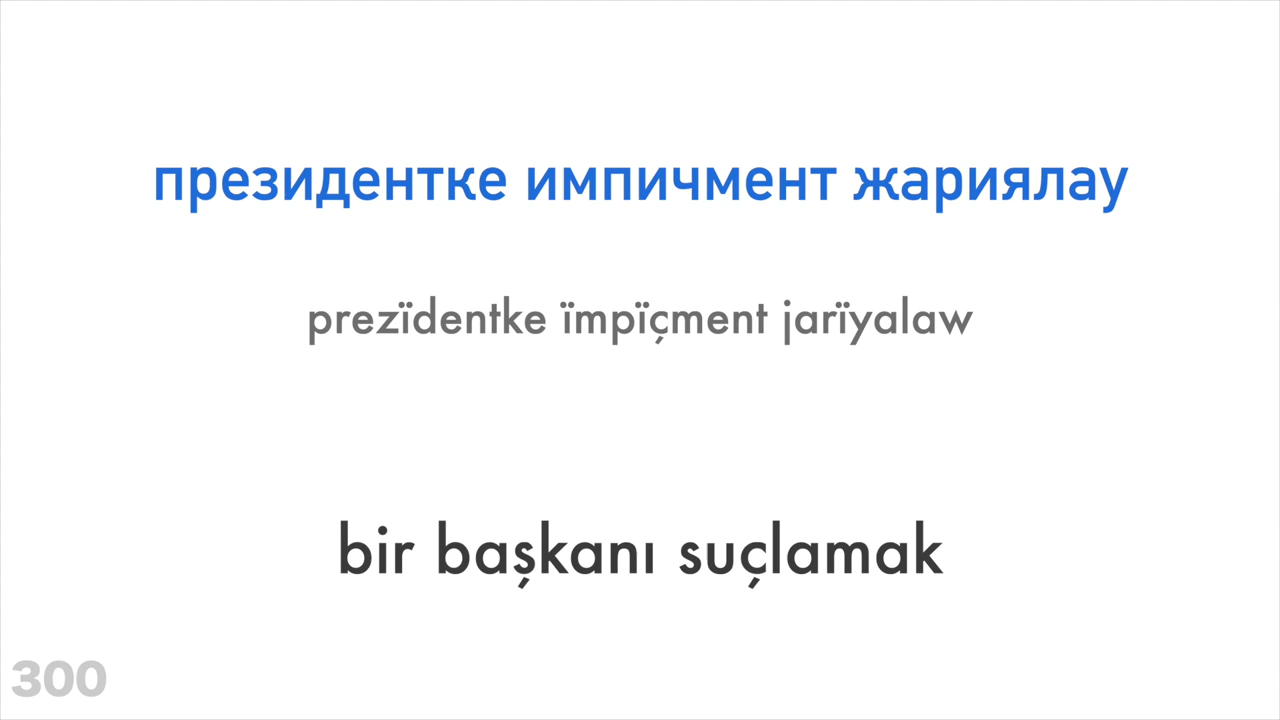 президентке импичмент жариялау
prezïdentke ïmpïçment jarïyalaw
bir başkanı suçlamak
300